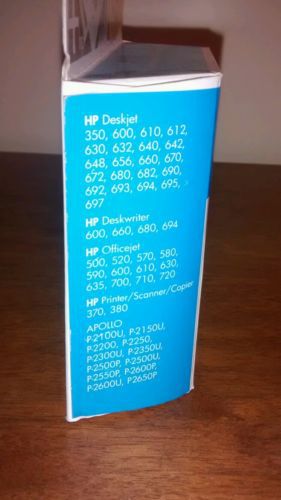 HP Deskjet
350, 600, 610, 612,
630, 632, 640, 642,
648, 656, 660, 670,
672, 680, 682, 690,
692, 693, 694, 695,
697
HP Deskwriter
600, 660, 680, 694
HP Officejet
500, 520, 570, 580,
590, 600, 610, 630,
635, 700, 710, 720
HP Printer/Scanner/Copier
370, 380
APOLLO
P-2100U, P-2150U,
P-2200, P-2250,
P-2300U, P-2350U,
P-2500P, P-2500U,
P-2550P, P-2600P,
P-2600U, P2650P